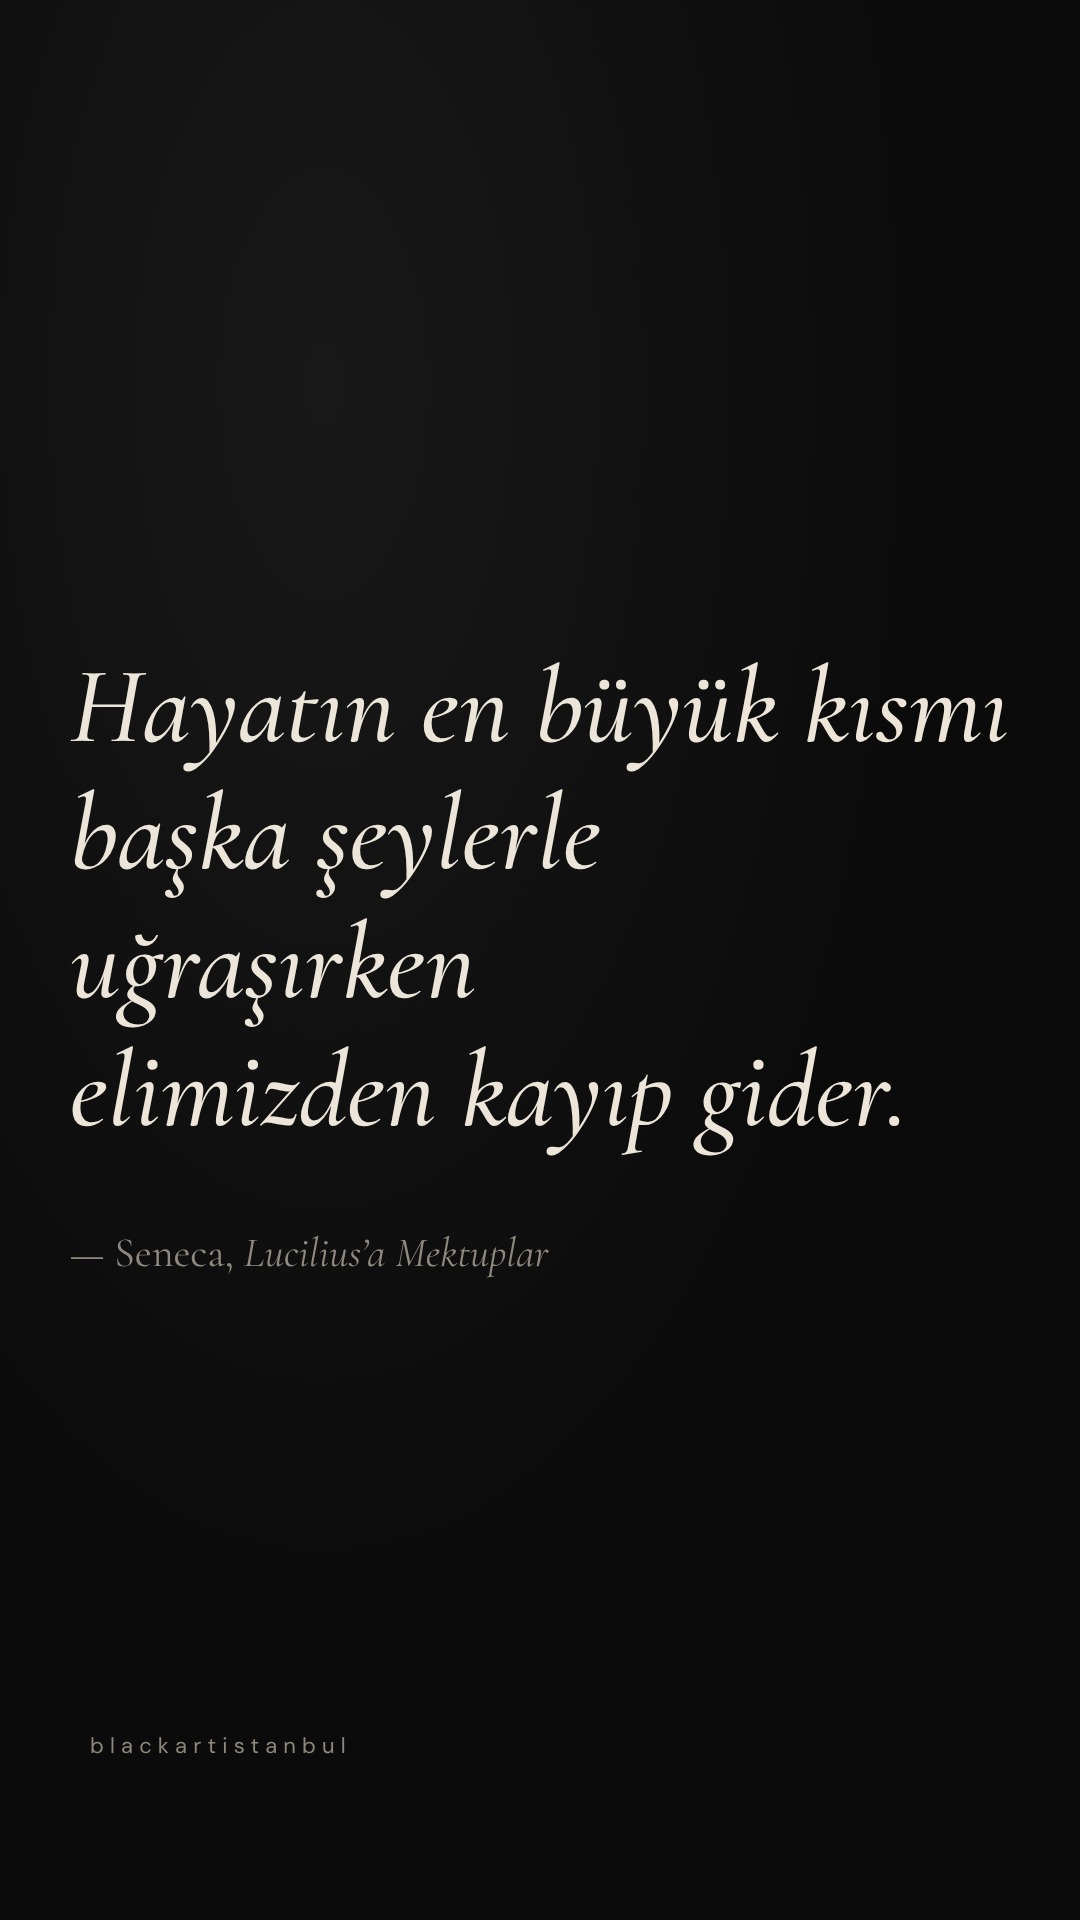 Hayatın en büyük kısmı
başka şeylerle
uğraşırken
elimizden kayıp gider.
— Seneca, Lucilius’a Mektuplar
blackartistanbul